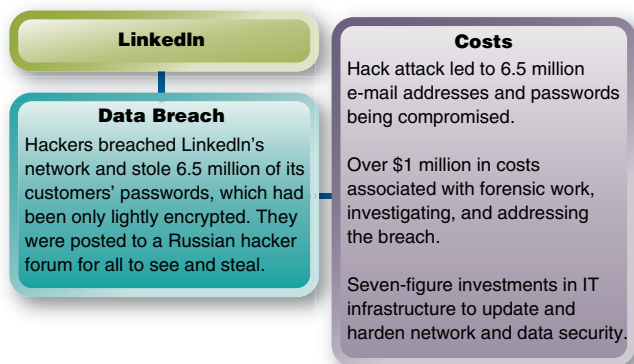 LinkedIn
Data Breach
Hackers breached LinkedIn's
network and stole 6.5 million of its
customers' passwords, which had
been only lightly encrypted. They
were posted to a Russian hacker
forum for all to see and steal.
Costs
Hack attack led to 6.5 million
e-mail addresses and passwords
being compromised.
Over $1 million in costs
associated with forensic work,
investigating, and addressing
the breach.
Seven-figure investments in IT
infrastructure to update and
harden network and data security.